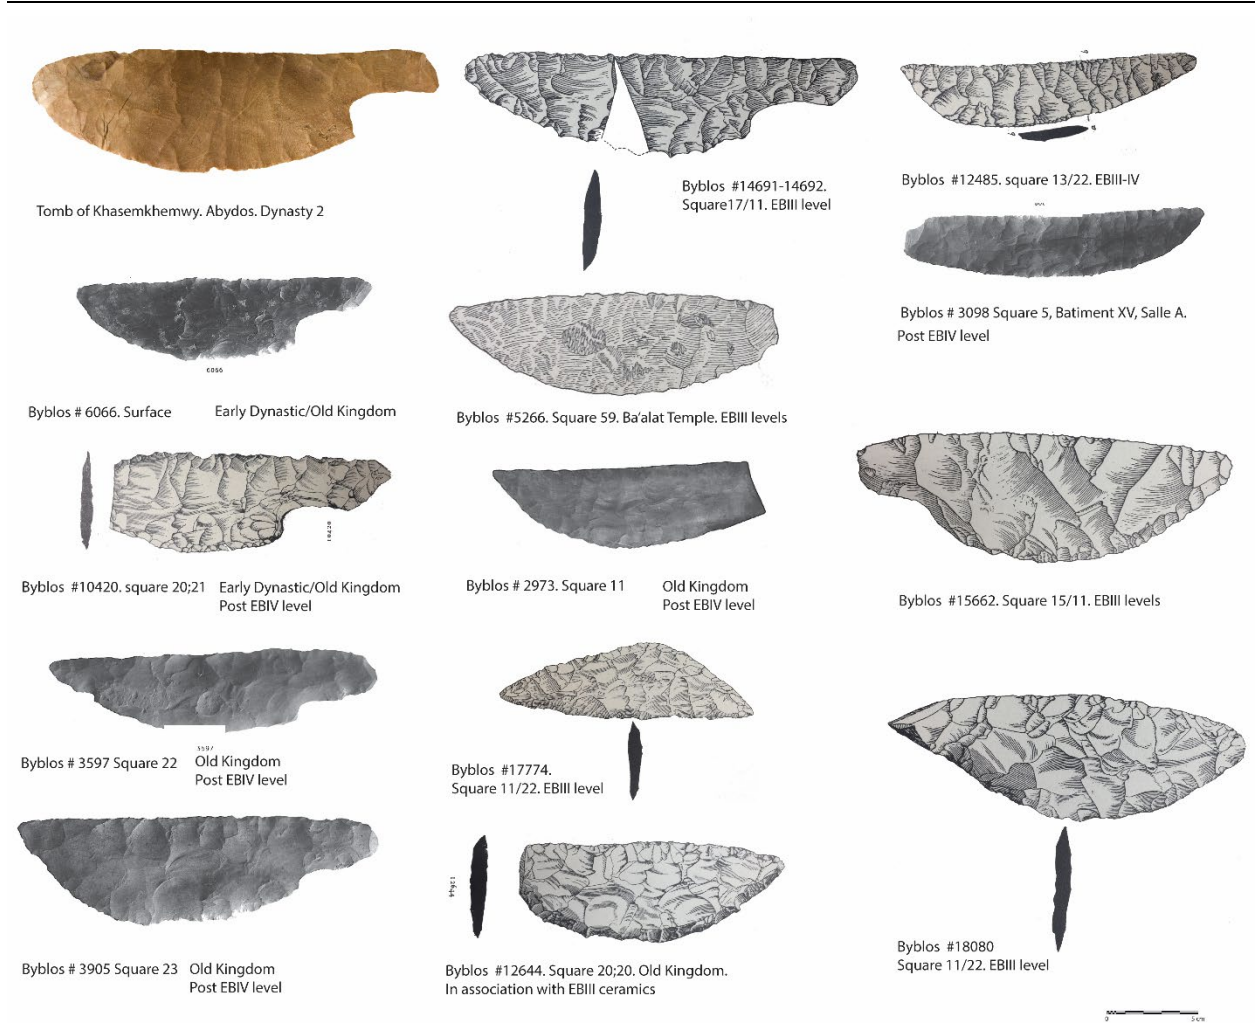 Tomb of Khasemkhemwy. Abydos. Dynasty 2
6066
Byblos # 6066. Surface Early Dynastic/Old Kingdom
10420
Byblos #10420. square 20;21 Early Dynastic/Old Kingdom
Post EBIV level
3597
Byblos # 3597 Square 22 Old Kingdom
Post EBIV level
Byblos # 3905 Square 23 Old Kingdom
Post EBIV level
Byblos #14691-14692.
Square17/11. EBIII level
Byblos #5266. Square 59. Ba'alat Temple. EBIII levels
Byblos # 2973. Square 11 Old Kingdom
Post EBIV level
Byblos #17774.
Square 11/22. EBIII level
12644
Byblos #12644. Square 20;20. Old Kingdom.
In association with EBIII ceramics
Byblos #12485. square 13/22. EBIII-IV
Byblos # 3098 Square 5, Batiment XV, Salle A.
Post EBIV level
Byblos #15662. Square 15/11. EBIII levels
Byblos #18080
Square 11/22. EBIII level
0 5 cm